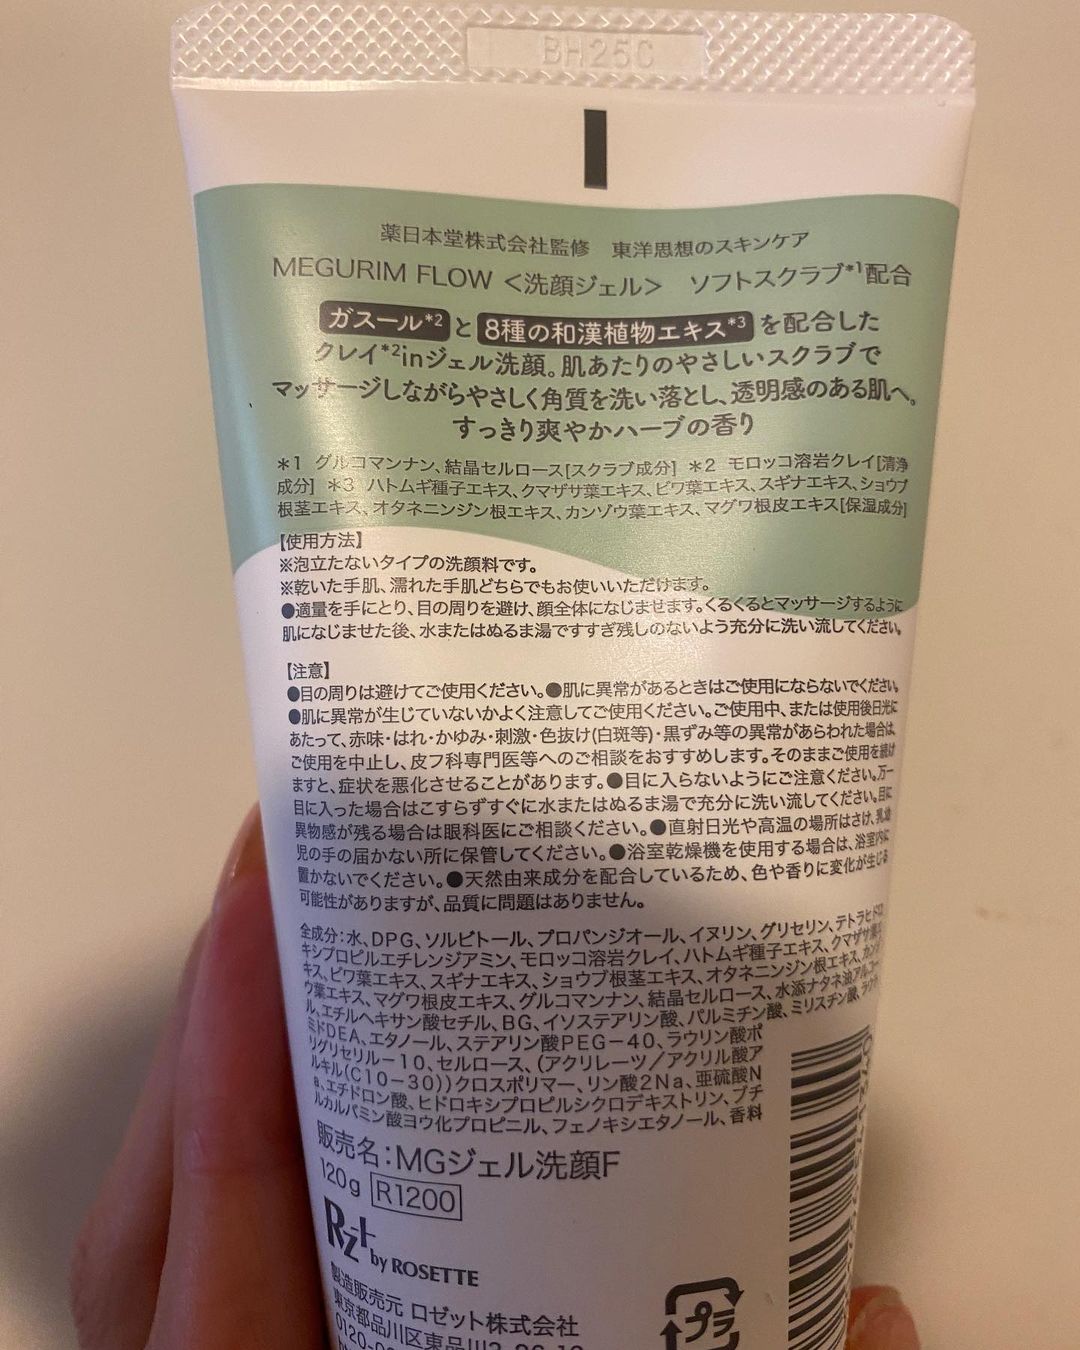 BH25C
薬日本堂株式会社監修 東洋思想のスキンケア
MEGURIM FLOW <洗顔ジェル> ソフトスクラブ*1配合
ガスール*2と8種の和漢植物エキス*3を配合した
クレイ*2inジェル洗顔。肌あたりのやさしいスクラブで
マッサージしながらやさしく角質を洗い落とし、透明感のある肌へ。
すっきり爽やかハーブの香り
*1 グルコマンナン、結晶セルロース[スクラブ成分] *2 モロッコ溶岩クレイ[清浄
成分] *3 ハトムギ種子エキス、クマザサ葉エキス、ビワ葉エキス、スギナエキス、ショウブ
根茎エキス、オタネニンジン根エキス、カンゾウ葉エキス、マグワ根皮エキス[保湿成分]
【使用方法】
※泡立たないタイプの洗顔料です。
※乾いた手肌、濡れた手肌どちらでもお使いいただけます。
●適量を手にとり、目の周りを避け、顔全体になじませます。くるくるとマッサージするように
肌になじませた後、水またはぬるま湯ですすぎ残しのないよう充分に洗い流してください。
【注意】
●目の周りは避けてご使用ください。●肌に異常があるときはご使用にならないでください。
●肌に異常が生じていないかよく注意してご使用ください。ご使用中、または使用後日光に
あたって、赤味・はれ・かゆみ・刺激・色抜け(白斑等)・黒ずみ等の異常があらわれた場合は、
ご使用を中止し、皮フ科専門医等へのご相談をおすすめします。そのままご使用を続け
ますと、症状を悪化させることがあります。●目に入らないようにご注意ください。万一
目に入った場合はこすらずすぐに水またはぬるま湯で充分に洗い流してください。目に
異物感が残る場合は眼科医にご相談ください。●直射日光や高温の場所はさけ、乳幼
児の手の届かない所に保管してください。●浴室乾燥機を使用する場合は、浴室内に
置かないでください。●天然由来成分を配合しているため、色や香りに変化が生じる
可能性がありますが、品質に問題はありません。
全成分：水、DPG、ソルビトール、プロパンジオール、イヌリン、グリセリン、テトラヒドロ
キシプロピルエチレンジアミン、モロッコ溶岩クレイ、ハトムギ種子エキス、クマザサ葉エ
キス、ビワ葉エキス、スギナエキス、ショウブ根茎エキス、オタネニンジン根エキス、カンゾ
ウ葉エキス、マグワ根皮エキス、グルコマンナン、結晶セルロース、水添ナタネ油アルコー
ル、エチルヘキサン酸セチル、BG、イソステアリン酸、パルミチン酸、ミリスチン酸、ラウラ
ミドDEA、エタノール、ステアリン酸PEG-40、ラウリン酸ポ
リグリセリル-10、セルロース、(アクリレーツ/アクリル酸ア
ルキル(C10-30))クロスポリマー、リン酸2Na、亜硫酸N
a、エチドロン酸、ヒドロキシプロピルシクロデキストリン、ブチ
ルカルバミン酸ヨウ化プロピニル、フェノキシエタノール、香料
販売名：MGジェル洗顔F
120g R1200
Rz+ by ROSETTE
製造販売元 ロゼット株式会社
東京都品川区東品川
0120-
プラ